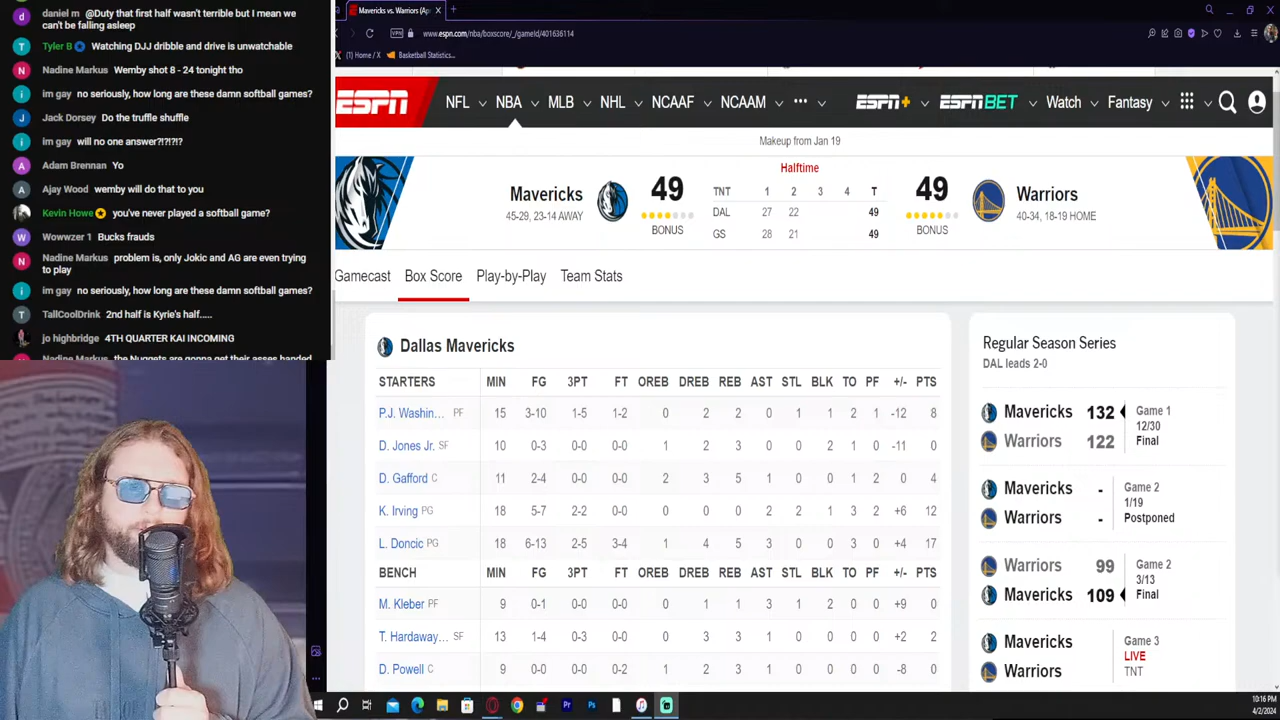 daniel m @Duty that first half wasn't terrible but I mean we
can't be falling asleep
Tyler B Watching DJJ dribble and drive is unwatchable
Nadine Markus Wemby shot 8 - 24 tonight tho
im gay no seriously, how long are these damn softball games?
Jack Dorsey Do the truffle shuffle
im gay will no one answer?!?!?!?
Adam Brennan Yo
Ajay Wood wemby will do that to you
Kevin Howe you've never played a softball game?
Wowwzer 1 Bucks frauds
Nadine Markus problem is, only Jokic and AG are even trying
to play
im gay no seriously, how long are these damn softball games?
TallCoolDrink 2nd half is Kyrie's half.....
jo highbridge 4TH QUARTER KAI INCOMING
Nadine Markus the Nuggets are gonna get their asses handed
Mavericks vs. Warriors (Ap
VPN www.espn.com/nba/boxscore/_/gameId/401636114
(1) Home / X Basketball Statistics...
ESPN NFL NBA MLB NHL NCAAF NCAAM ... ESPN+ ESPN BET Watch Fantasy
Makeup from Jan 19
Halftime
Mavericks 49 TNT 1 2 3 4 T 49 Warriors
45-29, 23-14 AWAY BONUS DAL 27 22 49 BONUS 40-34, 18-19 HOME
GS 28 21 49
Gamecast Box Score Play-by-Play Team Stats
Dallas Mavericks
STARTERS MIN FG 3PT FT OREB DREB REB AST STL BLK TO PF +/- PTS
P.J. Washin... PF 15 3-10 1-5 1-2 0 2 2 0 1 1 2 1 -12 8
D. Jones Jr. SF 10 0-3 0-0 0-0 1 2 3 0 0 2 1 0 -11 0
D. Gafford C 11 2-4 0-0 0-0 2 3 5 1 0 0 1 2 0 4
K. Irving PG 18 5-7 2-2 0-0 0 0 0 2 2 1 3 2 +6 12
L. Doncic PG 18 6-13 2-5 3-4 1 4 5 3 0 0 3 0 +4 17
BENCH MIN FG 3PT FT OREB DREB REB AST STL BLK TO PF +/- PTS
M. Kleber PF 9 0-1 0-0 0-0 0 1 1 3 1 2 0 0 +9 0
T. Hardaway... SF 13 1-4 0-3 0-0 0 3 3 1 0 0 0 0 +2 2
D. Powell C 9 0-0 0-0 0-2 1 2 3 1 0 0 0 0 -8 0
Regular Season Series
DAL leads 2-0
Mavericks 132 Game 1
12/30
Warriors 122 Final
Mavericks - Game 2
1/19
Warriors - Postponed
Warriors 99 Game 2
3/13
Mavericks 109 Final
Mavericks Game 3
LIVE
Warriors TNT
10:16 PM
4/2/2024